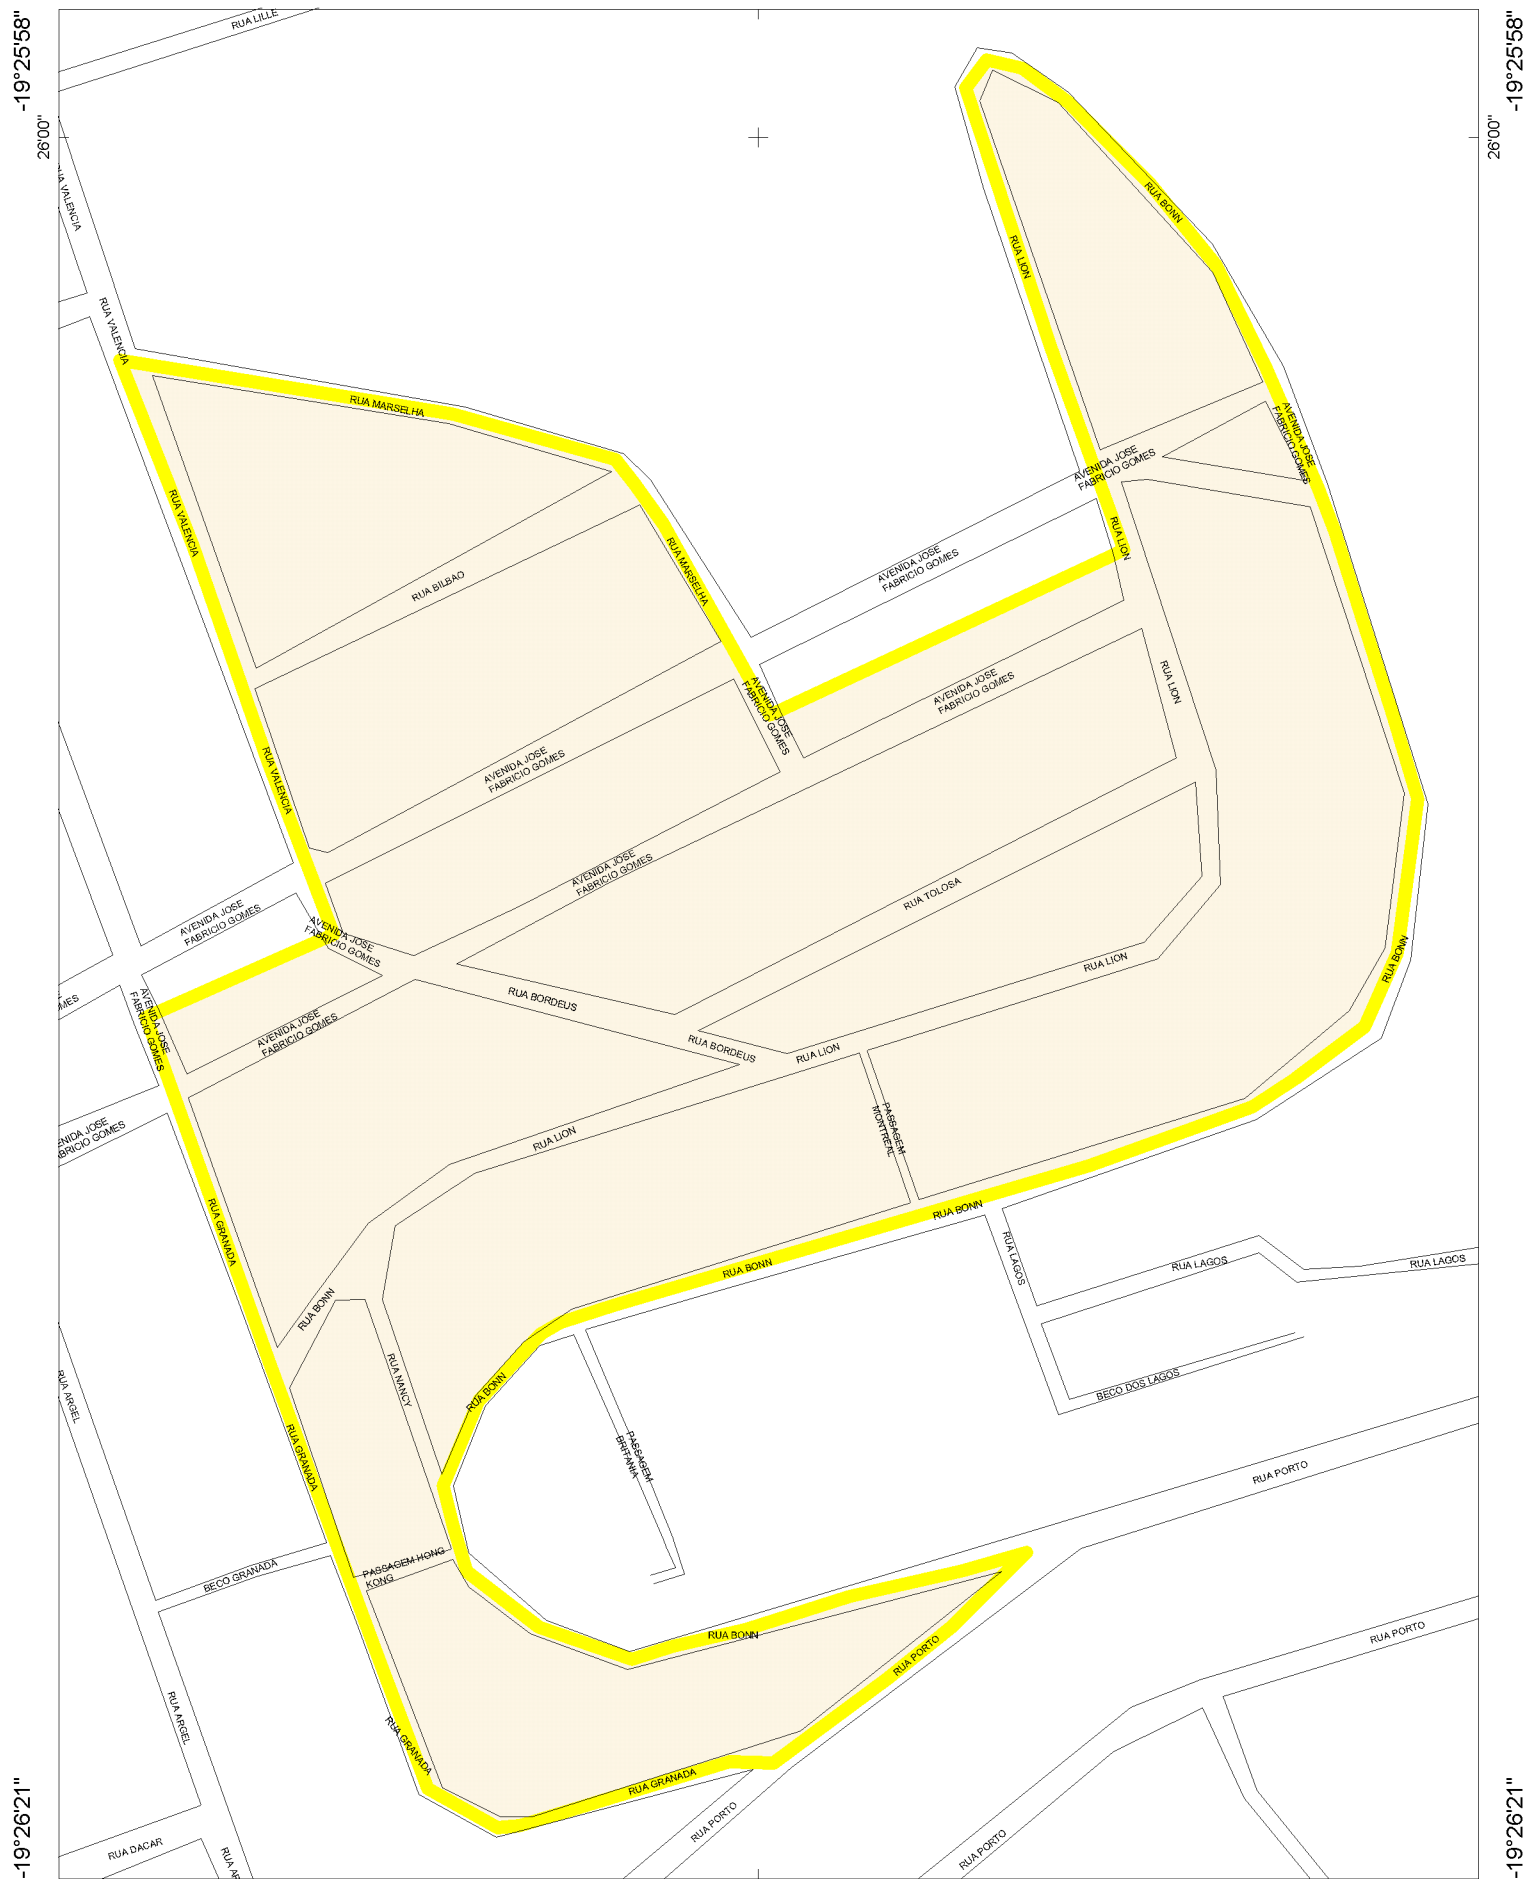 RUA LILLE
-19°25'58"
-19°25'58"
26'00"
26'00"
RUA VALENCIA
RUA BONN
RUA LION
RUA VALENCIA
RUA MARSELHA
AVENIDA JOSE
FABRICIO GOMES
AVENIDA JOSE
FABRICIO GOMES
RUA VALENCIA
RUA LION
RUA MARSELHA
AVENIDA JOSE
FABRICIO GOMES
RUA BILBAO
RUA LION
AVENIDA JOSE
FABRICIO GOMES
AVENIDA JOSE
FABRICIO GOMES
RUA VALENCIA
AVENIDA JOSE
FABRICIO GOMES
AVENIDA JOSE
FABRICIO GOMES
RUA TOLOSA
AVENIDA JOSE
FABRICIO GOMES
AVENIDA JOSE
FABRICIO GOMES
RUA BONN
RUA LION
E
MES
RUA BORDEUS
AVENIDA JOSE
FABRICIO GOMES
AVENIDA JOSE
FABRICIO GOMES
RUA BORDEUS
RUA LION
ENIDA JOSE
BRICIO GOMES
RUA LION
PASSAGEM
MONTREAL
RUA GRANADA
RUA BONN
RUA LAGOS
RUA LAGOS
RUA LAGOS
RUA BONN
RUA BONN
RUA NANCY
RUA BONN
RUA ARGEL
BECO DOS LAGOS
RUA GRANADA
PASSAGEM
BRITANIA
RUA PORTO
PASSAGEM HONG
KONG
BECO GRANADA
RUA BONN
RUA PORTO
RUA PORTO
RUA ARGEL
RUA GRANADA
RUA GRANADA
RUA PORTO
RUA PORTO
RUA DACAR
RUA AR
-19°26'21"
-19°26'21"